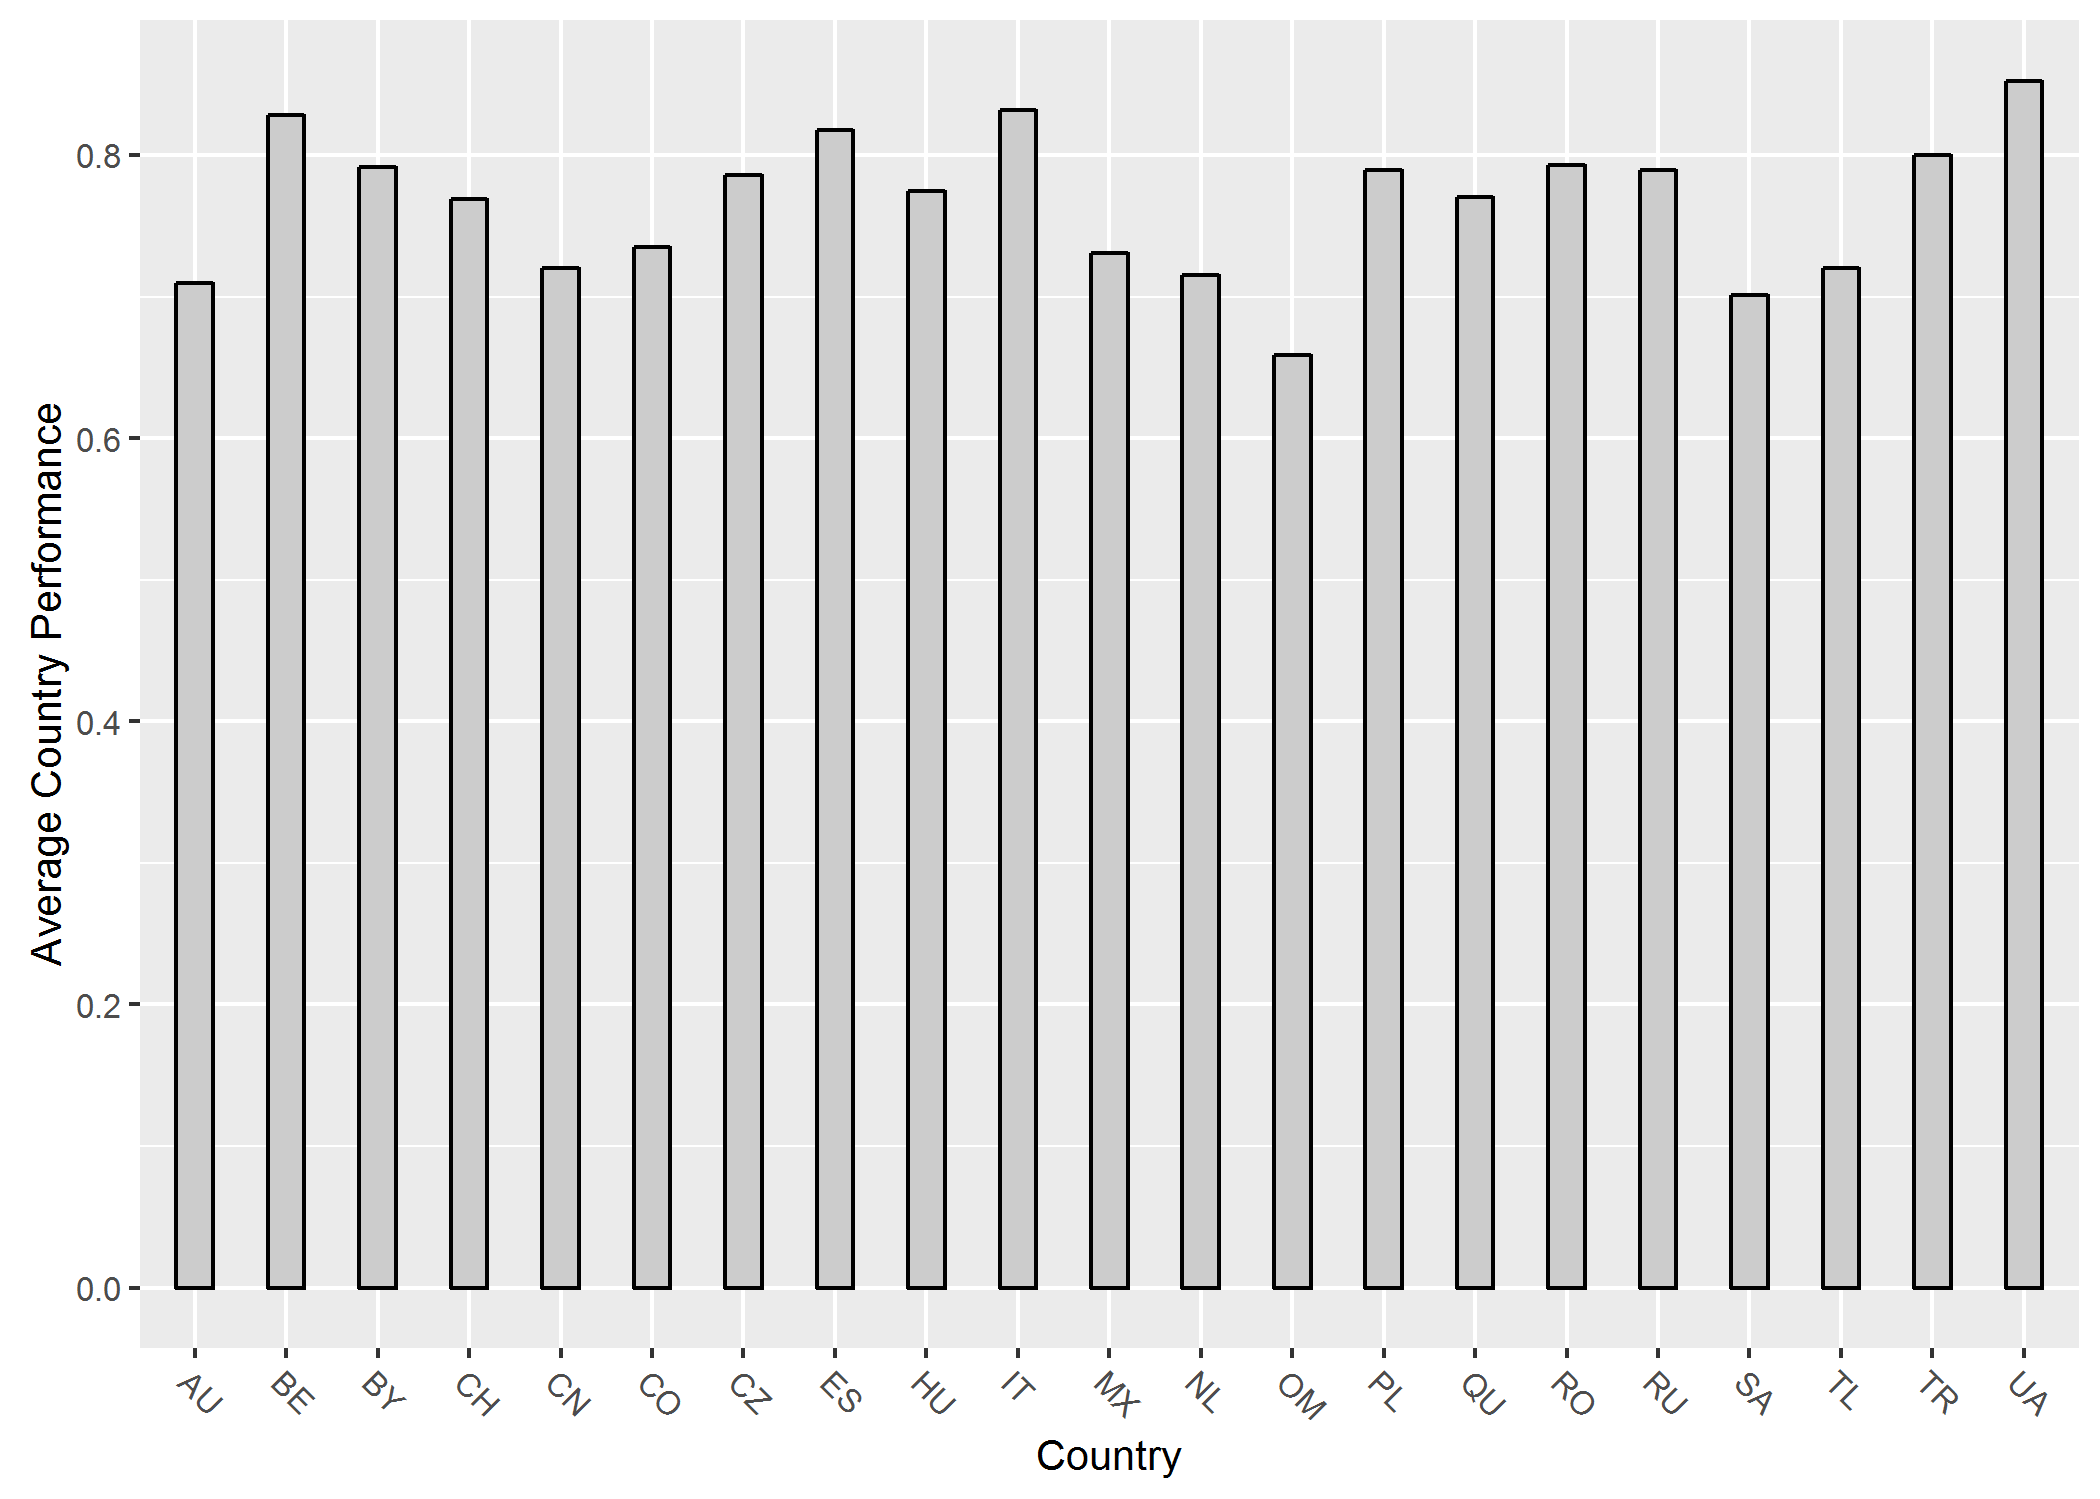 Average Country Performance
0.8
0.6
0.4
0.2
0.0
AU BE BY CH CN CO CZ ES HU IT MX NL OM PL QU RO RU SA TL TR UA
Country